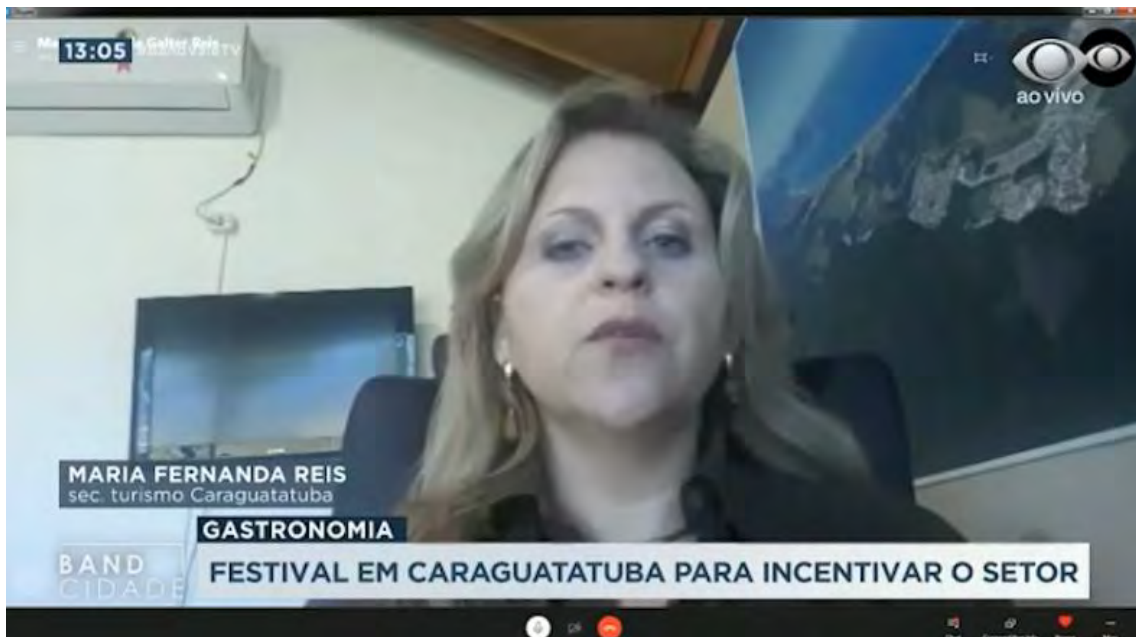 13:05
ao vivo
MARIA FERNANDA REIS
sec. turismo Caraguatatuba
GASTRONOMIA
BAND
CIDADE
FESTIVAL EM CARAGUATATUBA PARA INCENTIVAR O SETOR